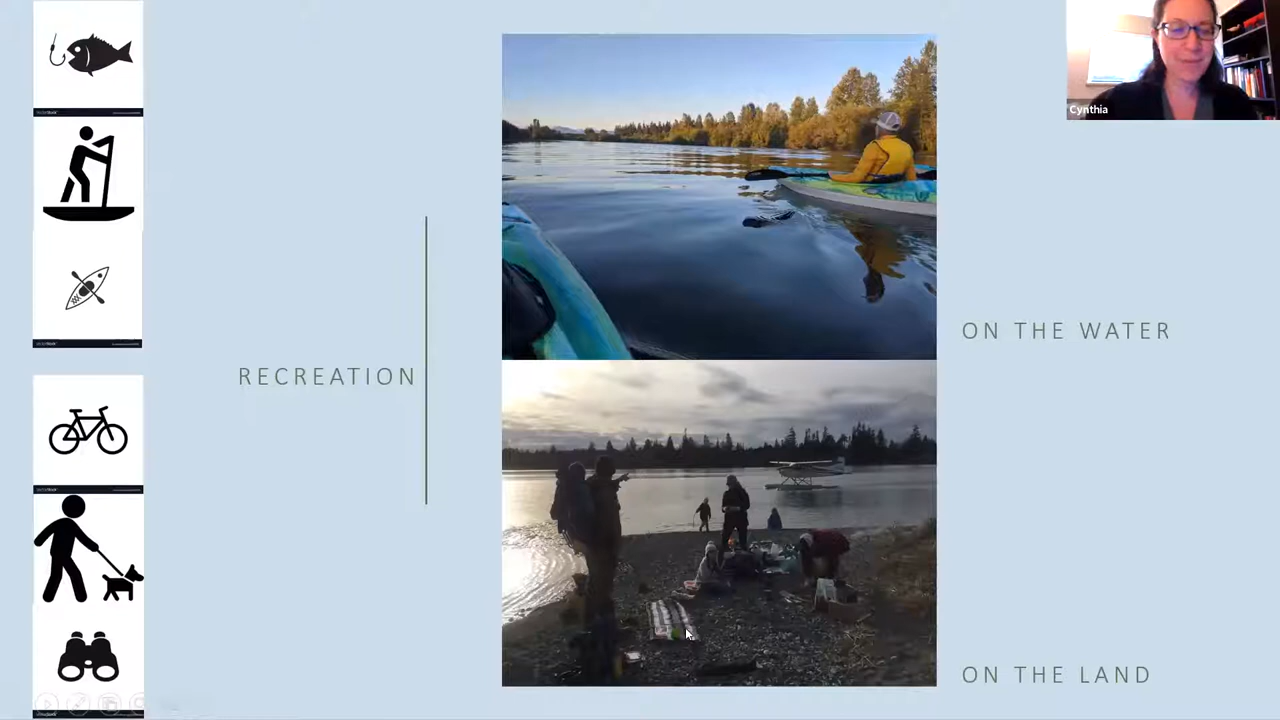 Cynthia
ON THE WATER
RECREATION
ON THE LAND